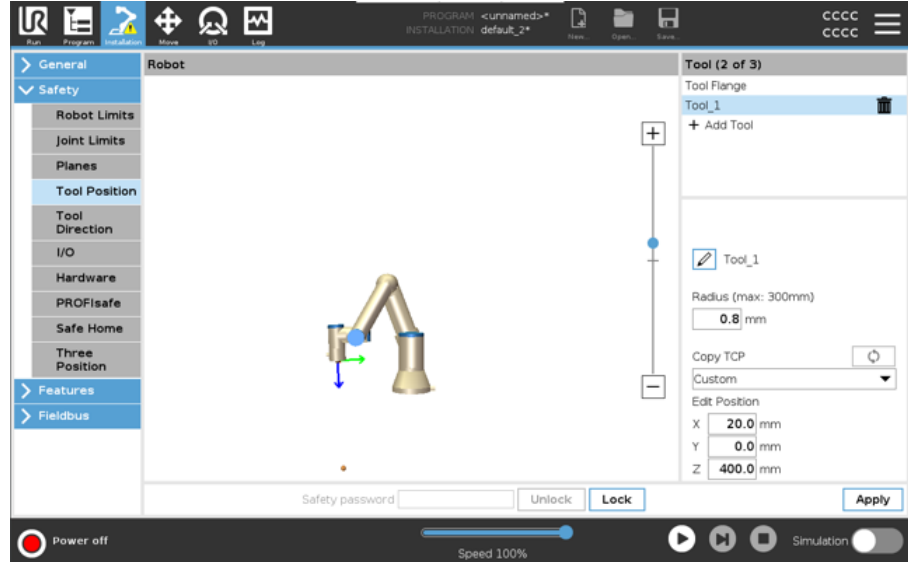 UR
Run
Program
Installation
Move
I/O
Log
PROGRAM <unnamed>*
INSTALLATION default_2*
New...
Open...
Save...
cccc
cccc
General
Safety
Robot Limits
Joint Limits
Planes
Tool Position
Tool
Direction
I/O
Hardware
PROFIsafe
Safe Home
Three
Position
Features
Fieldbus
Robot
+
−
Safety password
Unlock
Lock
Tool (2 of 3)
Tool Flange
Tool_1
+ Add Tool
Tool_1
Radius (max: 300mm)
0.8 mm
Copy TCP
Custom
Edit Position
X 20.0 mm
Y 0.0 mm
Z 400.0 mm
Apply
Power off
Speed 100%
Simulation